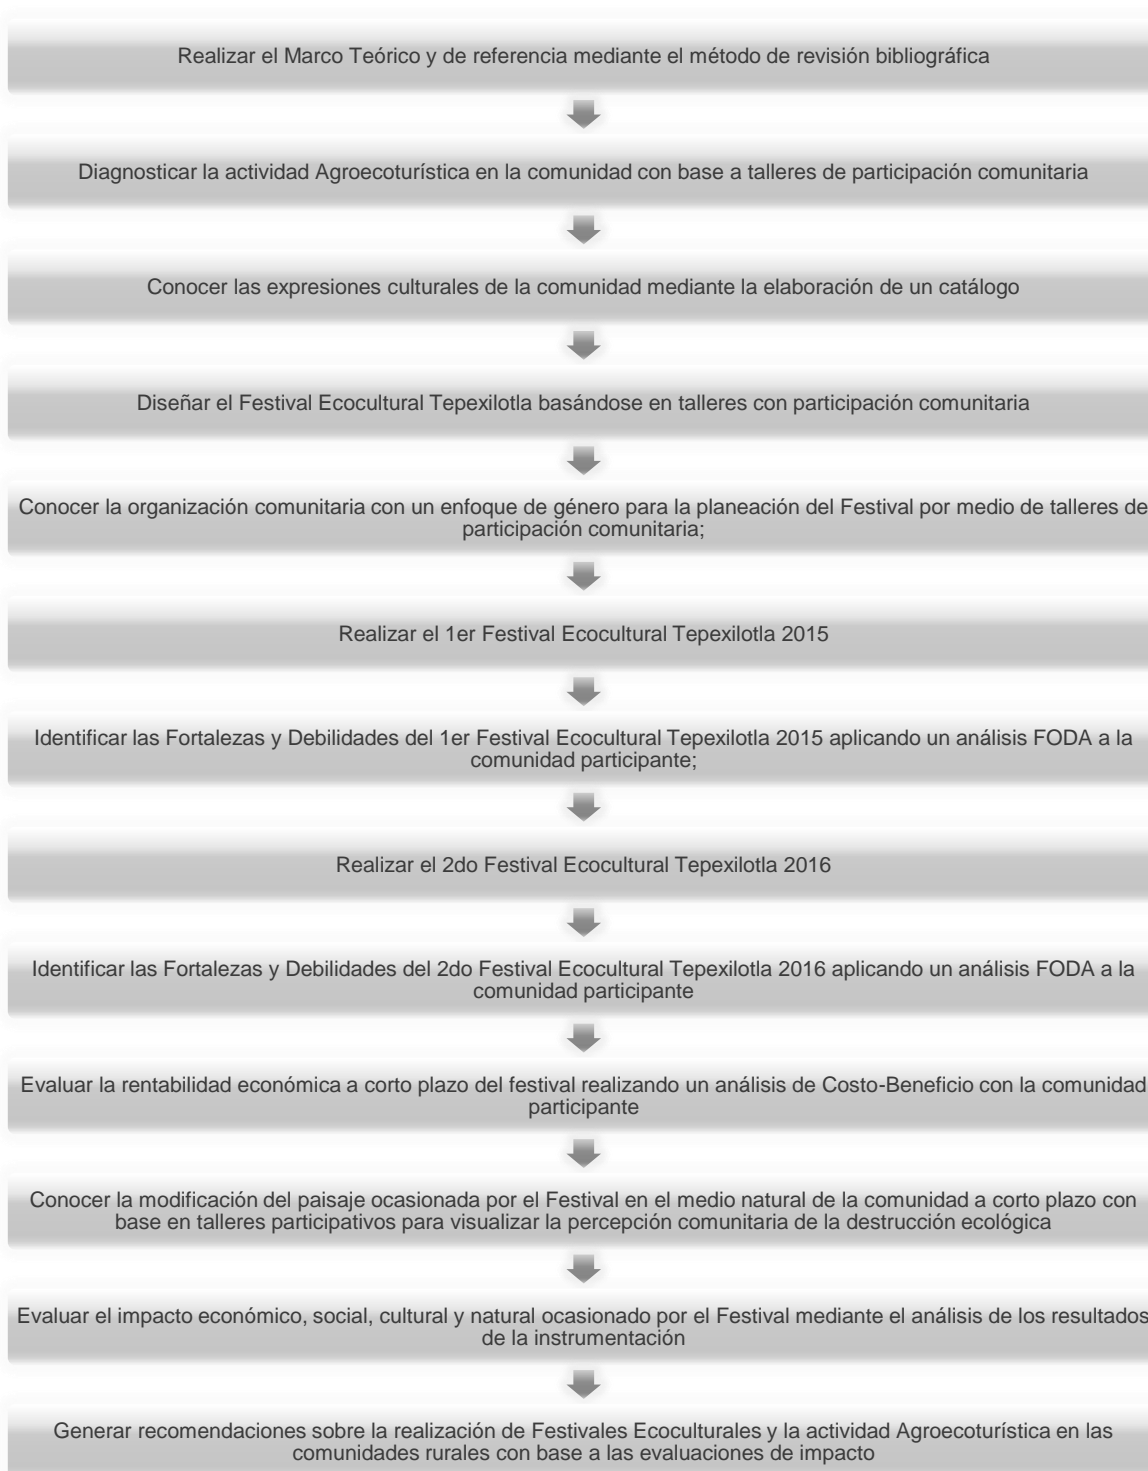 Realizar el Marco Teórico y de referencia mediante el método de revisión bibliográfica
Diagnosticar la actividad Agroecoturística en la comunidad con base a talleres de participación comunitaria
Conocer las expresiones culturales de la comunidad mediante la elaboración de un catálogo
Diseñar el Festival Ecocultural Tepexilotla basándose en talleres con participación comunitaria
Conocer la organización comunitaria con un enfoque de género para la planeación del Festival por medio de talleres de
participación comunitaria;
Realizar el 1er Festival Ecocultural Tepexilotla 2015
Identificar las Fortalezas y Debilidades del 1er Festival Ecocultural Tepexilotla 2015 aplicando un análisis FODA a la
comunidad participante;
Realizar el 2do Festival Ecocultural Tepexilotla 2016
Identificar las Fortalezas y Debilidades del 2do Festival Ecocultural Tepexilotla 2016 aplicando un análisis FODA a la
comunidad participante
Evaluar la rentabilidad económica a corto plazo del festival realizando un análisis de Costo-Beneficio con la comunidad
participante
Conocer la modificación del paisaje ocasionada por el Festival en el medio natural de la comunidad a corto plazo con
base en talleres participativos para visualizar la percepción comunitaria de la destrucción ecológica
Evaluar el impacto económico, social, cultural y natural ocasionado por el Festival mediante el análisis de los resultados
de la instrumentación
Generar recomendaciones sobre la realización de Festivales Ecoculturales y la actividad Agroecoturística en las
comunidades rurales con base a las evaluaciones de impacto